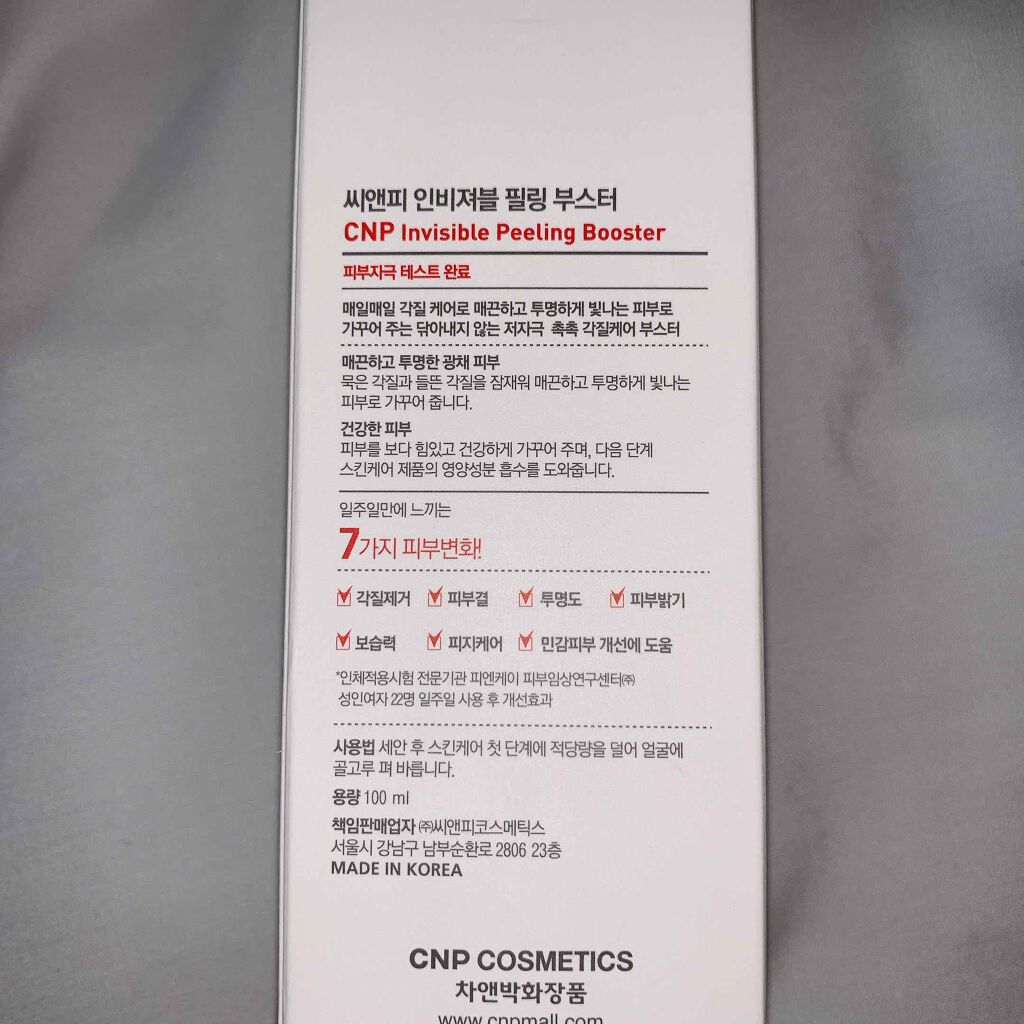 씨앤피 인비져블 필링 부스터
CNP Invisible Peeling Booster
피부자극 테스트 완료
매일매일 각질 케어로 매끈하고 투명하게 빛나는 피부로
가꾸어 주는 닦아내지 않는 저자극 촉촉 각질케어 부스터
매끈하고 투명한 광채 피부
묵은 각질과 들뜬 각질을 잠재워 매끈하고 투명하게 빛나는
피부로 가꾸어 줍니다.
건강한 피부
피부를 보다 힘있고 건강하게 가꾸어 주며, 다음 단계
스킨케어 제품의 영양성분 흡수를 도와줍니다.
일주일만에 느끼는
7가지 피부변화!
각질제거 피부결 투명도 피부밝기
보습력 피지케어 민감피부 개선에 도움
*인체적용시험 전문기관 피엔케이 피부임상연구센터㈜
성인여자 22명 일주일 사용 후 개선효과
사용법 세안 후 스킨케어 첫 단계에 적당량을 덜어 얼굴에
골고루 펴 바릅니다.
용량 100 ml
책임판매업자 ㈜씨앤피코스메틱스
서울시 강남구 남부순환로 2806 23층
MADE IN KOREA
CNP COSMETICS
차앤박화장품
www.cnpmall.com